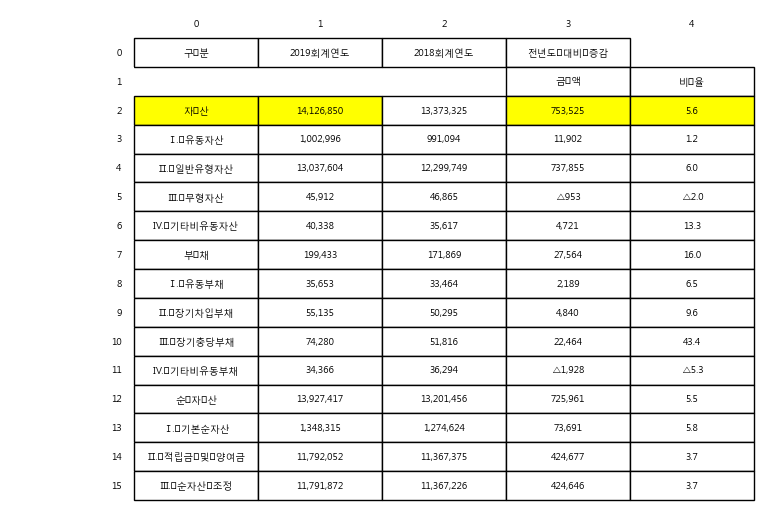 0 1 2 3 4
0 구□분 2019회계연도 2018회계연도 전년도□대비□증감
1 금□액 비□율
2 자□산 14,126,850 13,373,325 753,525 5.6
3 Ⅰ.□유동자산 1,002,996 991,094 11,902 1.2
4 Ⅱ.□일반유형자산 13,037,604 12,299,749 737,855 6.0
5 Ⅲ.□무형자산 45,912 46,865 △953 △2.0
6 Ⅳ.□기타비유동자산 40,338 35,617 4,721 13.3
7 부□채 199,433 171,869 27,564 16.0
8 Ⅰ.□유동부채 35,653 33,464 2,189 6.5
9 Ⅱ.□장기차입부채 55,135 50,295 4,840 9.6
10 Ⅲ.□장기충당부채 74,280 51,816 22,464 43.4
11 Ⅳ.□기타비유동부채 34,366 36,294 △1,928 △5.3
12 순□자□산 13,927,417 13,201,456 725,961 5.5
13 Ⅰ.□기본순자산 1,348,315 1,274,624 73,691 5.8
14 Ⅱ.□적립금□및□잉여금 11,792,052 11,367,375 424,677 3.7
15 Ⅲ.□순자산□조정 11,791,872 11,367,226 424,646 3.7